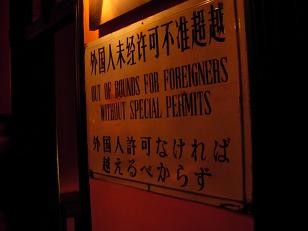 外国人未经许可不准超越
OUT OF BOUNDS FOR FOREIGNERS
WITHOUT SPECIAL PERMITS
外国人許可なければ
越えるべからず